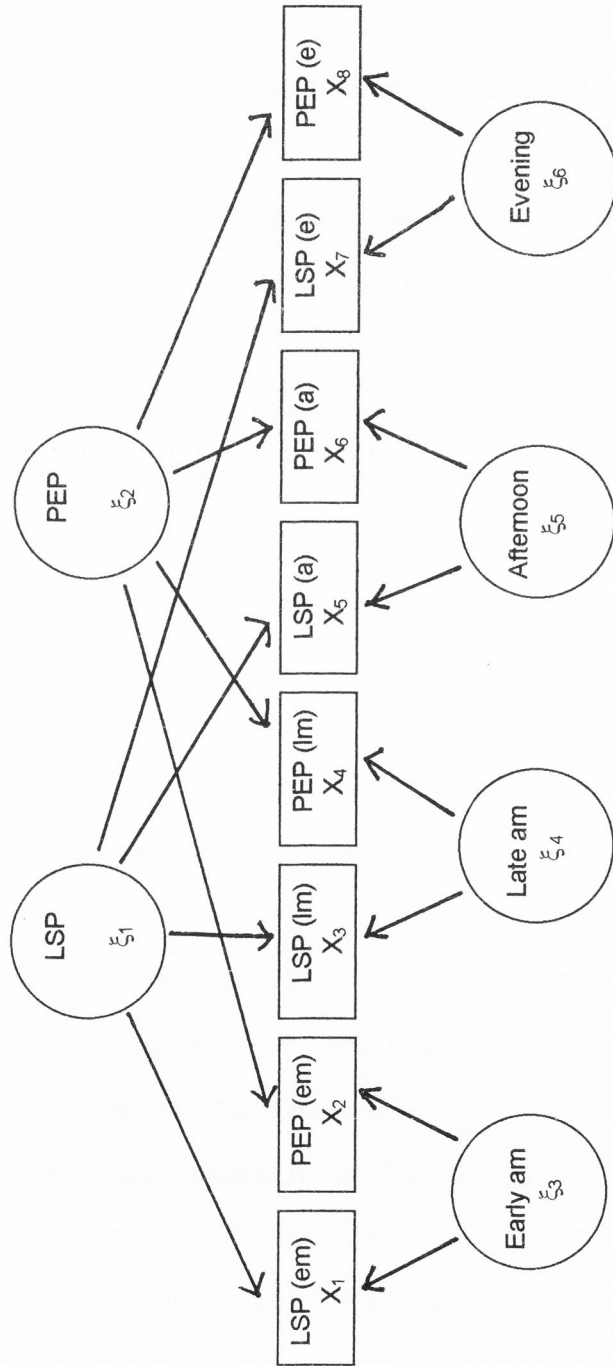 LSP
ξ1
PEP
ξ2
LSP (em)
X1
PEP (em)
X2
LSP (lm)
X3
PEP (lm)
X4
LSP (a)
X5
PEP (a)
X6
LSP (e)
X7
PEP (e)
X8
Early am
ξ3
Late am
ξ4
Afternoon
ξ5
Evening
ξ6